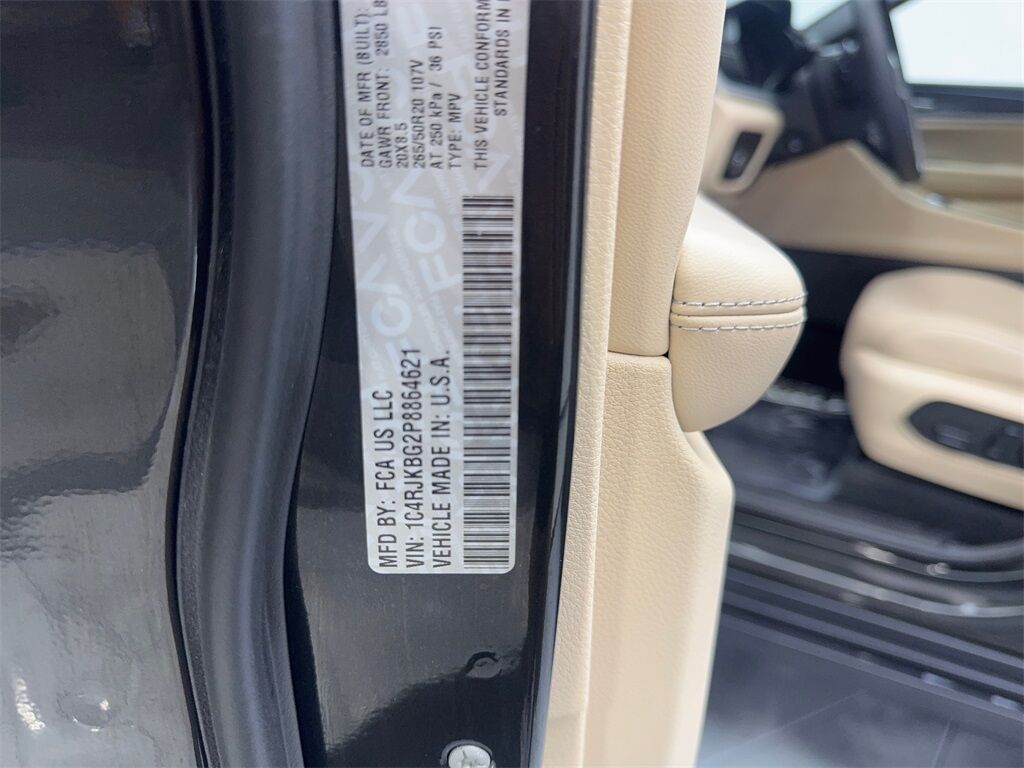 MFD BY: FCA US LLC
VIN: 1C4RJKBG2P8864621
VEHICLE MADE IN: U.S.A.
DATE OF MFR (BUILT):
GAWR FRONT: 2850 LB
20X8.5
265/50R20 107V
AT 250 kPa / 36 PSI
TYPE: MPV
THIS VEHICLE CONFORM
STANDARDS IN